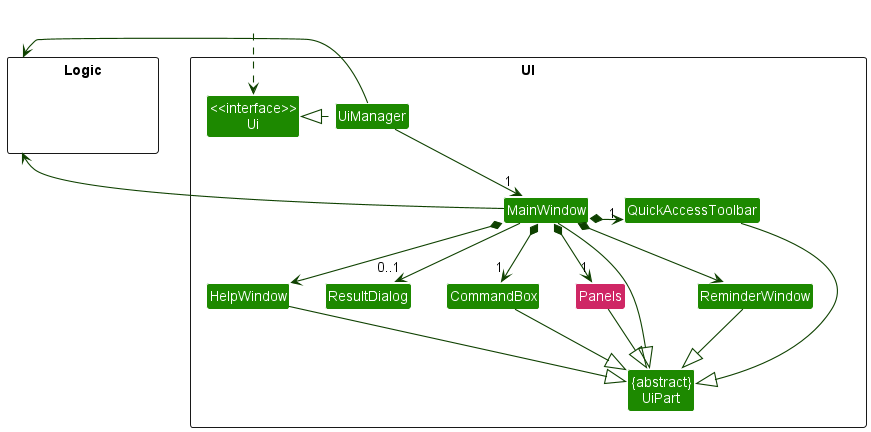 Logic
UI
<<interface>>
Ui
UiManager
1
MainWindow
1
QuickAccessToolbar
0..1
1
1
HelpWindow
ResultDialog
CommandBox
Panels
ReminderWindow
{abstract}
UiPart